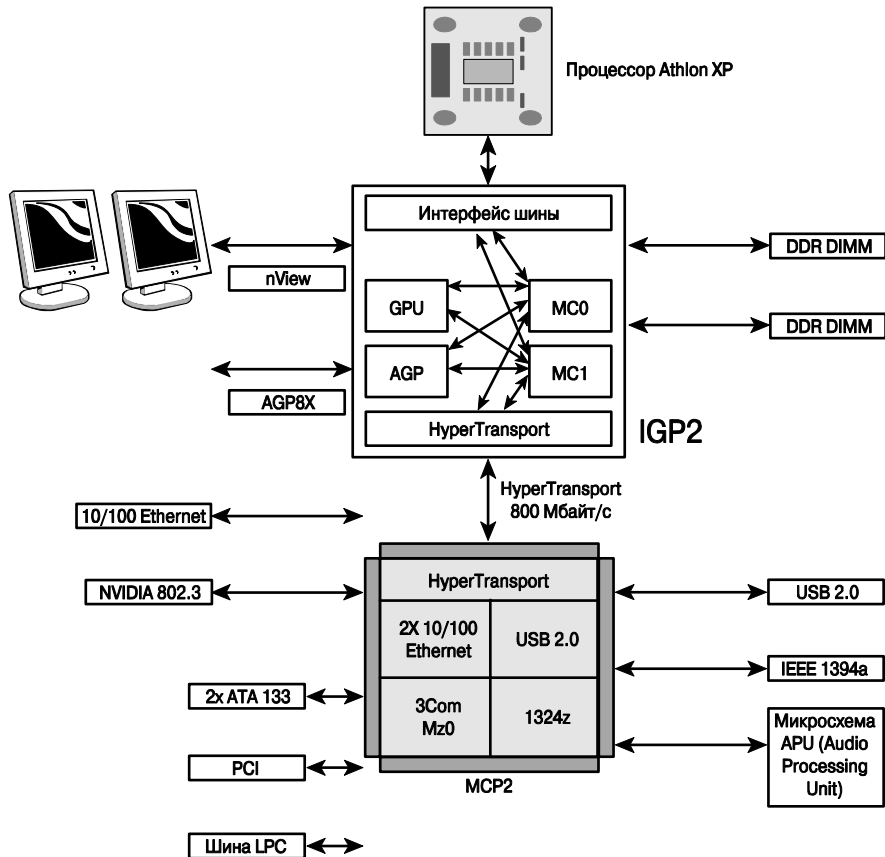 Процессор Athlon XP
Интерфейс шины
nView
DDR DIMM
GPU
MC0
DDR DIMM
AGP
MC1
AGP8X
HyperTransport
IGP2
HyperTransport
800 Мбайт/с
10/100 Ethernet
HyperTransport
NVIDIA 802.3
USB 2.0
2X 10/100
Ethernet
USB 2.0
IEEE 1394a
2x ATA 133
3Com
Mz0
1324z
Микросхема
APU (Audio
Processing
Unit)
PCI
MCP2
Шина LPC